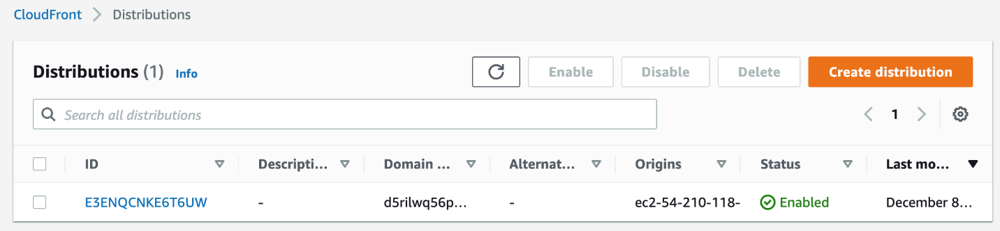 CloudFront > Distributions
Distributions (1) Info Enable Disable Delete Create distribution
Search all distributions 1
ID Descripti... Domain ... Alternat... Origins Status Last mo...
E3ENQCNKE6T6UW - d5rilwq56p... - ec2-54-210-118- Enabled December 8...